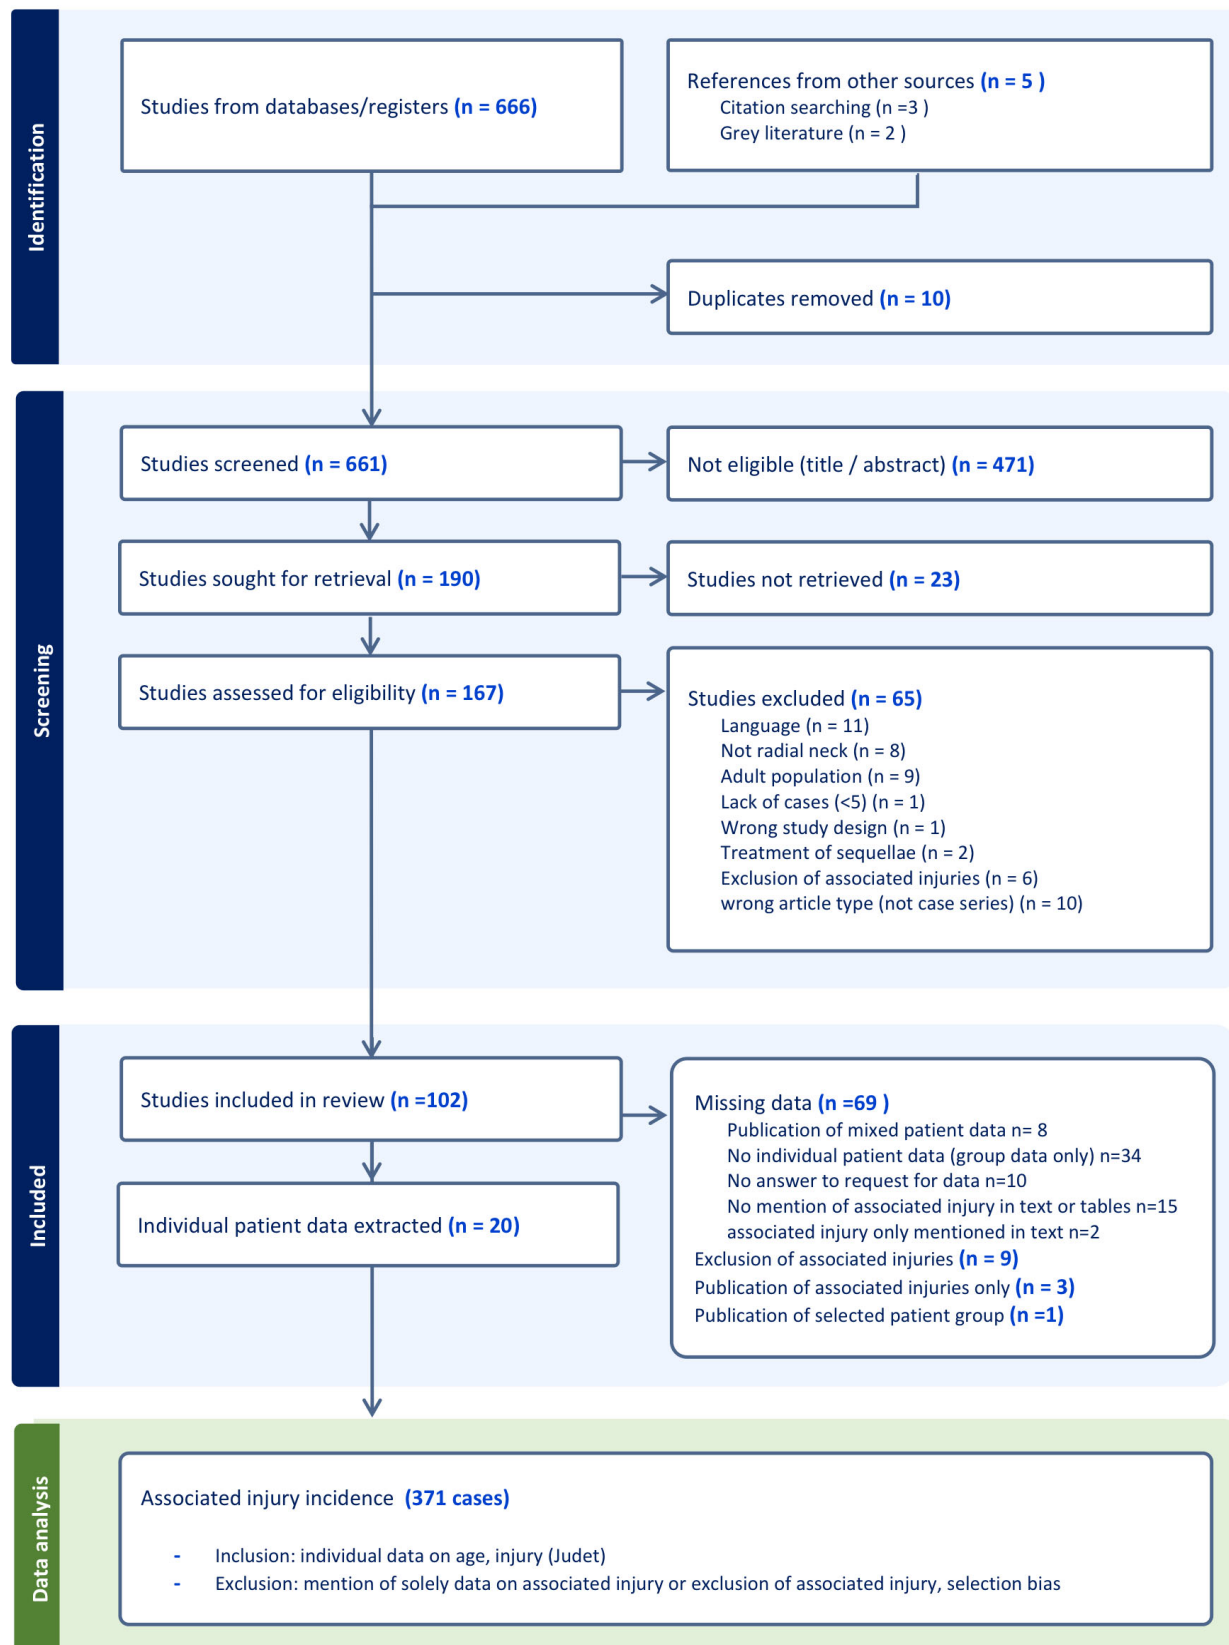 Identification
Studies from databases/registers (n = 666)
References from other sources (n = 5 )
Citation searching (n =3 )
Grey literature (n = 2 )
Duplicates removed (n = 10)
Screening
Studies screened (n = 661)
Not eligible (title / abstract) (n = 471)
Studies sought for retrieval (n = 190)
Studies not retrieved (n = 23)
Studies assessed for eligibility (n = 167)
Studies excluded (n = 65)
Language (n = 11)
Not radial neck (n = 8)
Adult population (n = 9)
Lack of cases (<5) (n = 1)
Wrong study design (n = 1)
Treatment of sequellae (n = 2)
Exclusion of associated injuries (n = 6)
wrong article type (not case series) (n = 10)
Included
Studies included in review (n =102)
Missing data (n =69 )
Publication of mixed patient data n= 8
No individual patient data (group data only) n=34
No answer to request for data n=10
No mention of associated injury in text or tables n=15
associated injury only mentioned in text n=2
Exclusion of associated injuries (n = 9)
Publication of associated injuries only (n = 3)
Publication of selected patient group (n =1)
Individual patient data extracted (n = 20)
Data analysis
Associated injury incidence (371 cases)
- Inclusion: individual data on age, injury (Judet)
- Exclusion: mention of solely data on associated injury or exclusion of associated injury, selection bias